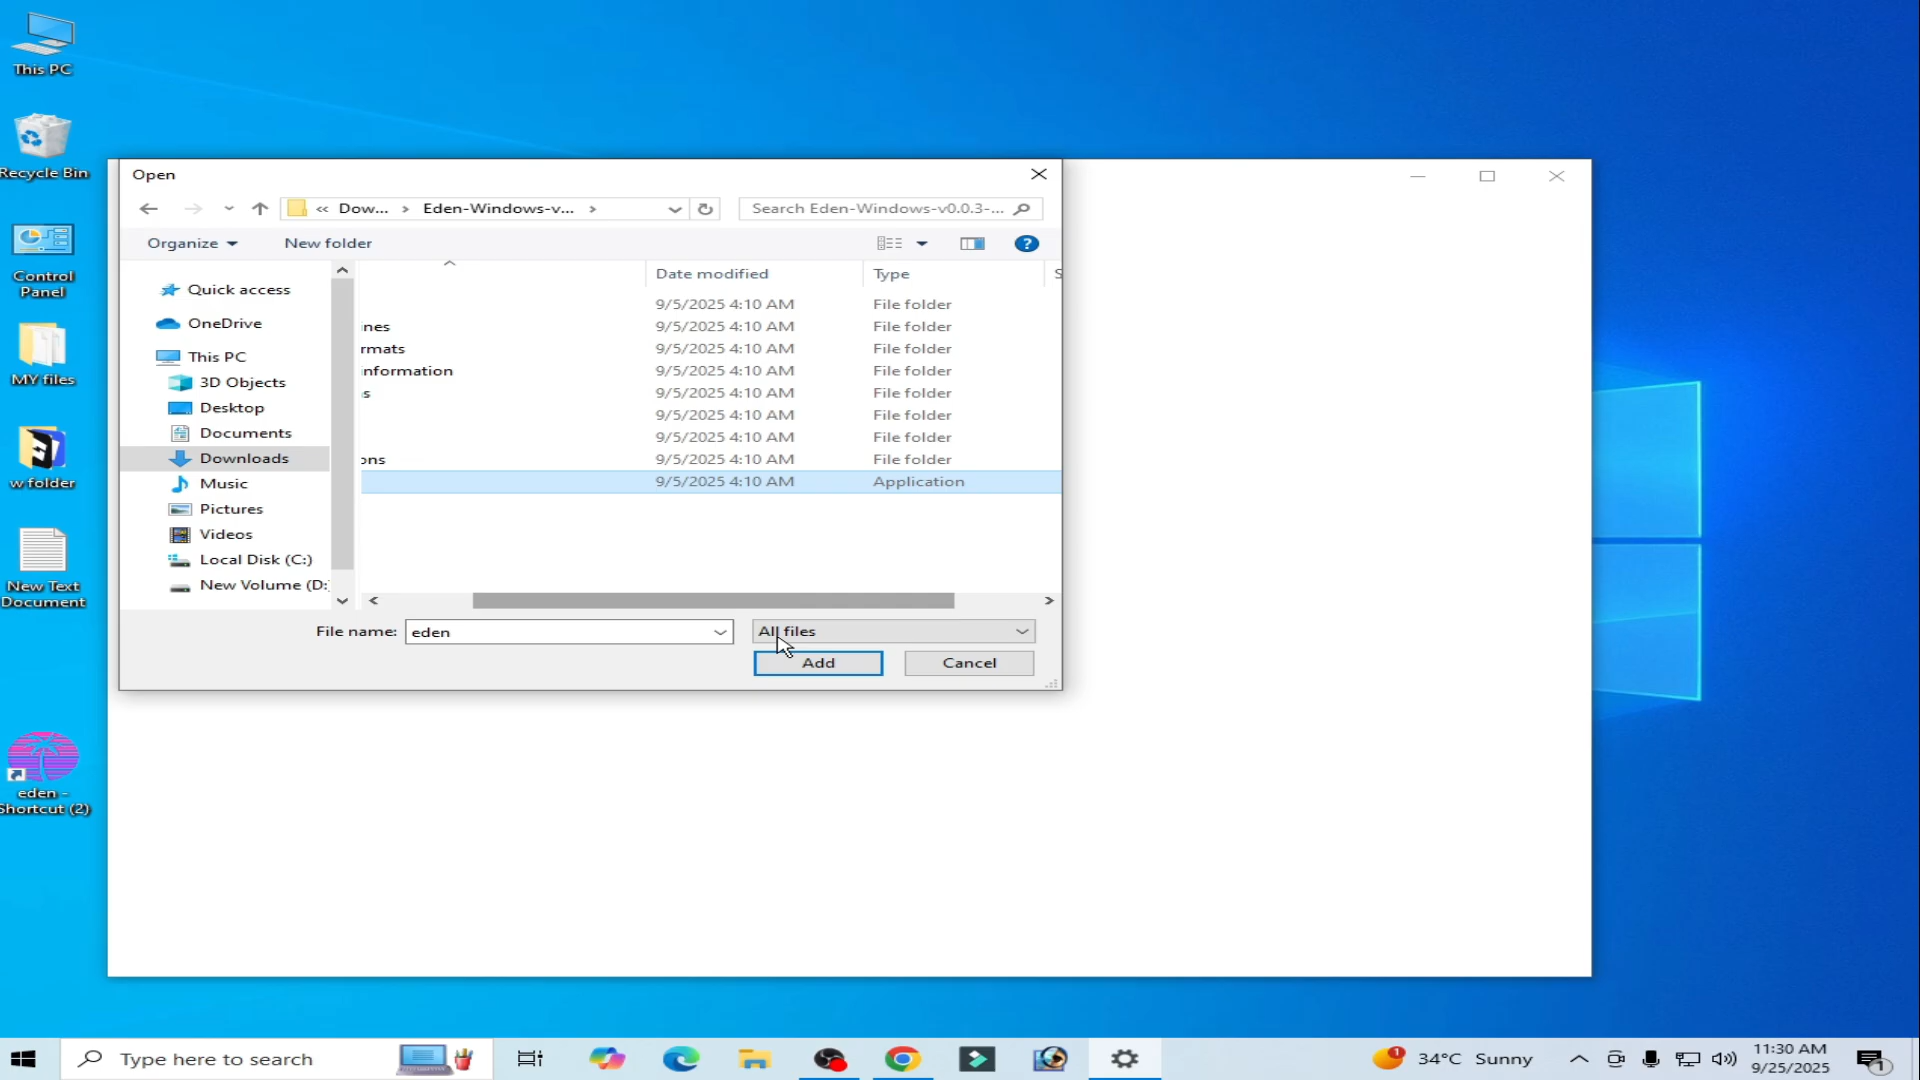 This PC
Recycle Bin
Control
Panel
MY files
w folder
New Text
Document
eden -
Shortcut (2)
Open
« Dow... › Eden-Windows-v... ›
Search Eden-Windows-v0.0.3-...
Organize
New folder
Quick access
OneDrive
This PC
3D Objects
Desktop
Documents
Downloads
Music
Pictures
Videos
Local Disk (C:)
New Volume (D:
Date modified Type S
9/5/2025 4:10 AM File folder
ines 9/5/2025 4:10 AM File folder
rmats 9/5/2025 4:10 AM File folder
information 9/5/2025 4:10 AM File folder
s 9/5/2025 4:10 AM File folder
9/5/2025 4:10 AM File folder
9/5/2025 4:10 AM File folder
ons 9/5/2025 4:10 AM File folder
9/5/2025 4:10 AM Application
File name: eden All files
Add Cancel
Type here to search
1
34°C Sunny
11:30 AM
9/25/2025
1